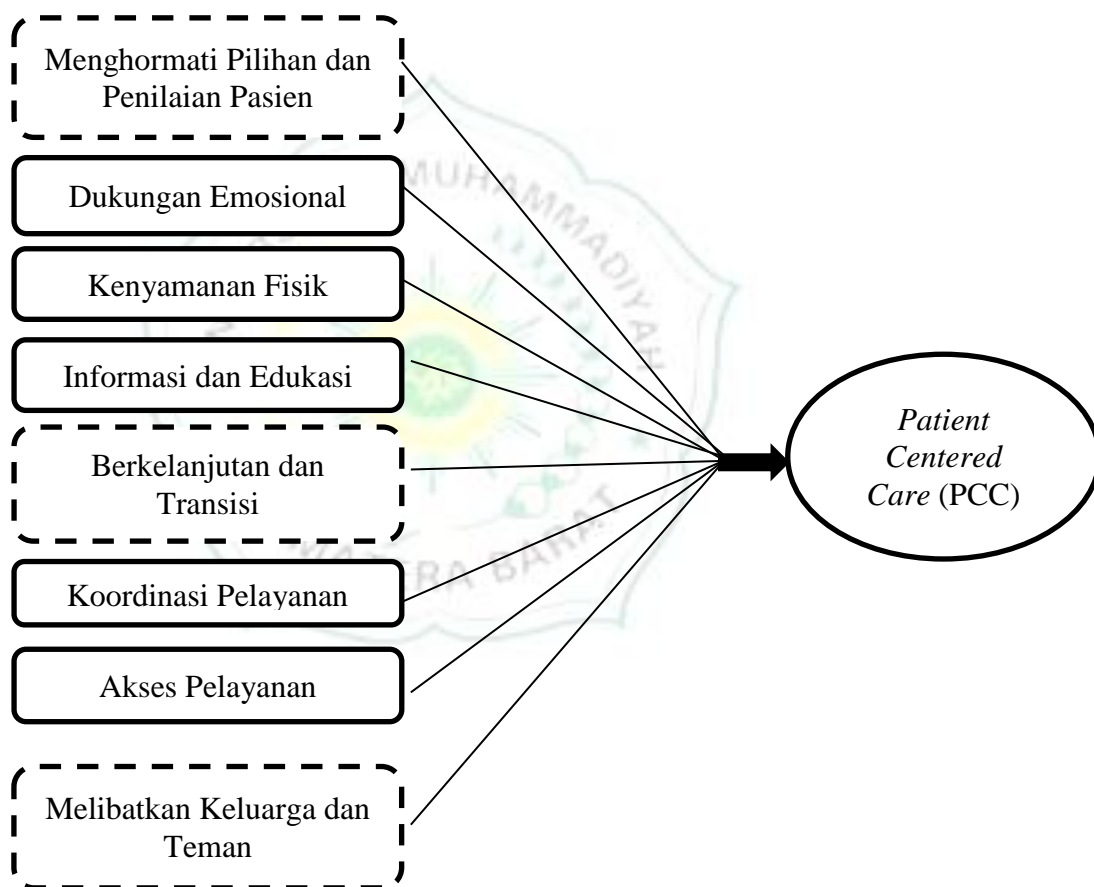 Menghormati Pilihan dan
Penilaian Pasien
Dukungan Emosional
Kenyamanan Fisik
Informasi dan Edukasi
Berkelanjutan dan
Transisi
Koordinasi Pelayanan
Akses Pelayanan
Melibatkan Keluarga dan
Teman
Patient
Centered
Care (PCC)
MUHAMMADIYAH